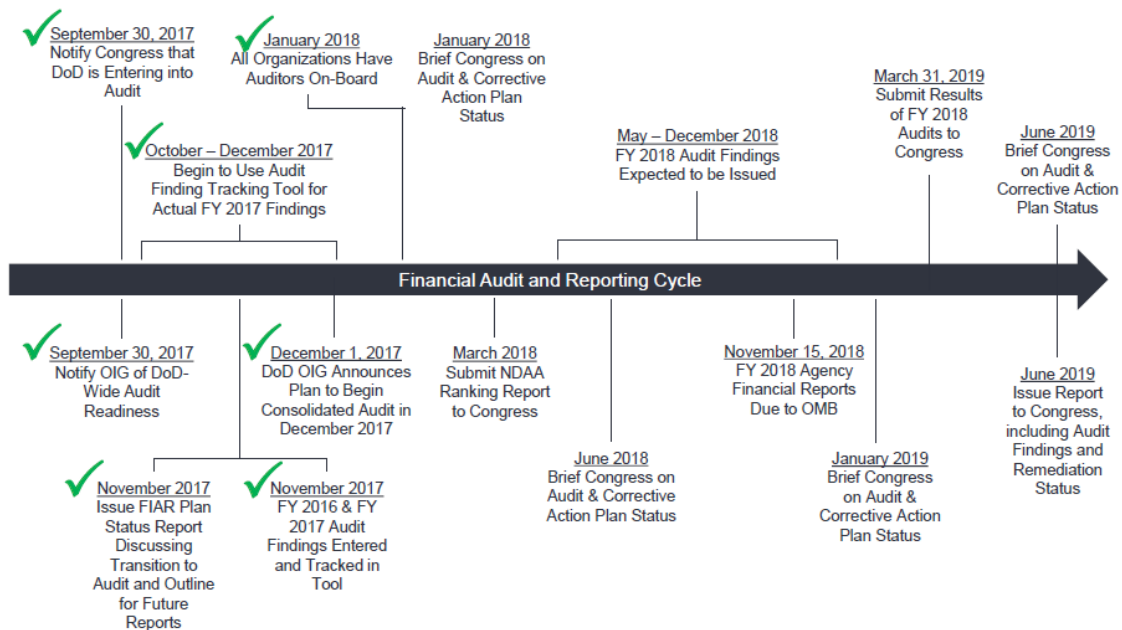 September 30, 2017
Notify Congress that
DoD is Entering into
Audit
January 2018
All Organizations Have
Auditors On-Board
January 2018
Brief Congress on
Audit & Corrective
Action Plan
Status
October – December 2017
Begin to Use Audit
Finding Tracking Tool for
Actual FY 2017 Findings
May – December 2018
FY 2018 Audit Findings
Expected to be Issued
March 31, 2019
Submit Results
of FY 2018
Audits to
Congress
June 2019
Brief Congress
on Audit &
Corrective Action
Plan Status
Financial Audit and Reporting Cycle
September 30, 2017
Notify OIG of DoD-
Wide Audit
Readiness
December 1, 2017
DoD OIG Announces
Plan to Begin
Consolidated Audit in
December 2017
March 2018
Submit NDAA
Ranking Report
to Congress
November 15, 2018
FY 2018 Agency
Financial Reports
Due to OMB
June 2019
Issue Report
to Congress,
including Audit
Findings and
Remediation
Status
November 2017
Issue FIAR Plan
Status Report
Discussing
Transition to
Audit and Outline
for Future
Reports
November 2017
FY 2016 & FY
2017 Audit
Findings Entered
and Tracked in
Tool
June 2018
Brief Congress on
Audit & Corrective
Action Plan Status
January 2019
Brief Congress
on Audit &
Corrective Action
Plan Status